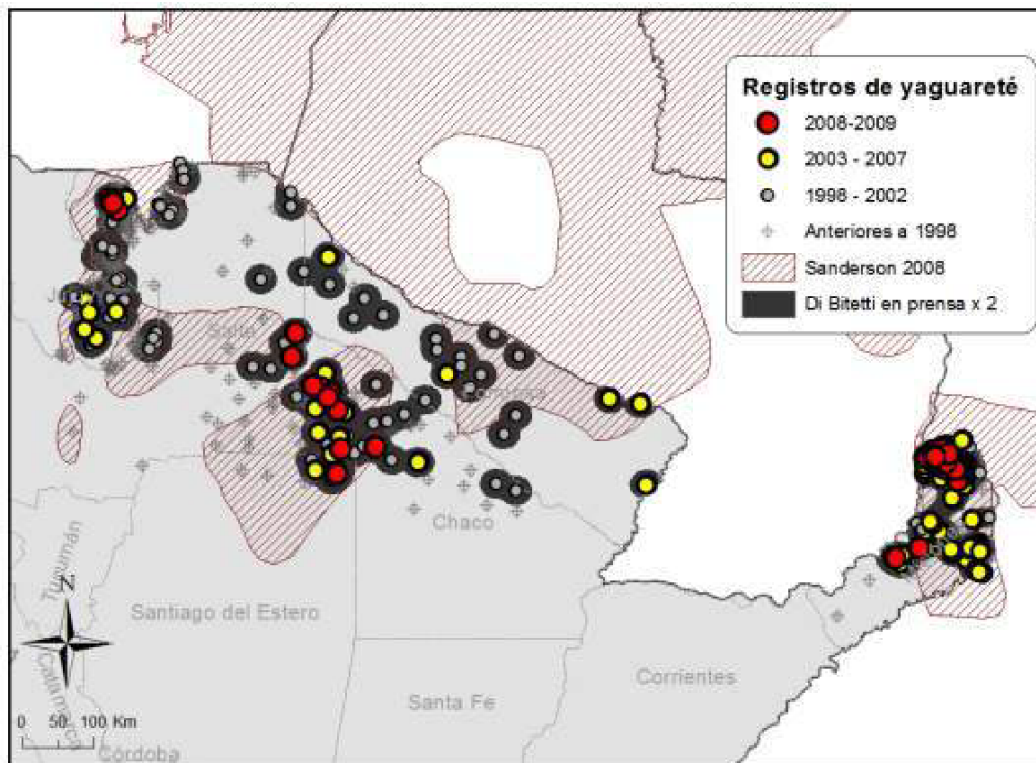 Registros de yaguareté
2008-2009
2003 - 2007
1998 - 2002
Anteriores a 1998
Sanderson 2008
Di Bitetti en prensa x 2
Salta
Chaco
Tucumán
Santiago del Estero
Corrientes
Santa Fe
Catamarca
Córdoba
N
0 50 100 Km